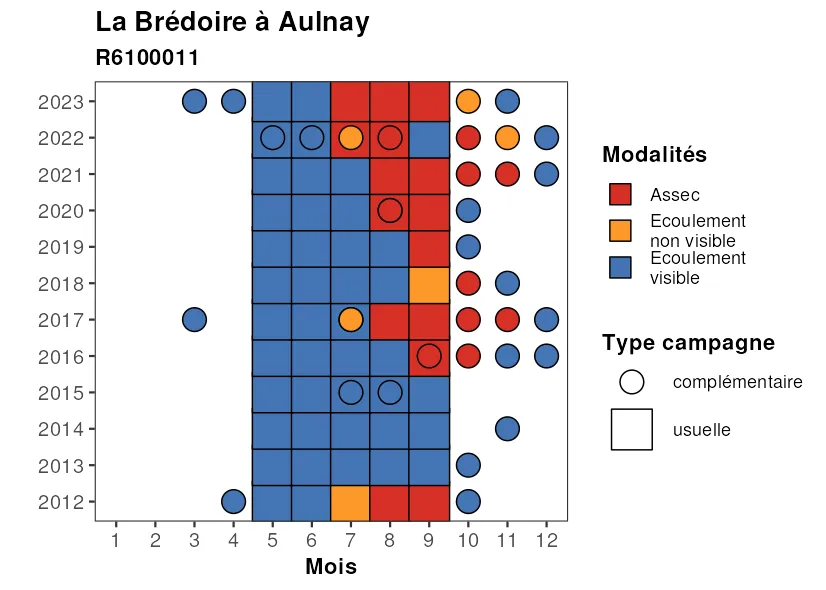 La Brédoire à Aulnay
R6100011
2023
2022
2021
2020
2019
2018
2017
2016
2015
2014
2013
2012
1 2 3 4 5 6 7 8 9 10 11 12
Mois
Modalités
Assec
Ecoulement
non visible
Ecoulement
visible
Type campagne
complémentaire
usuelle